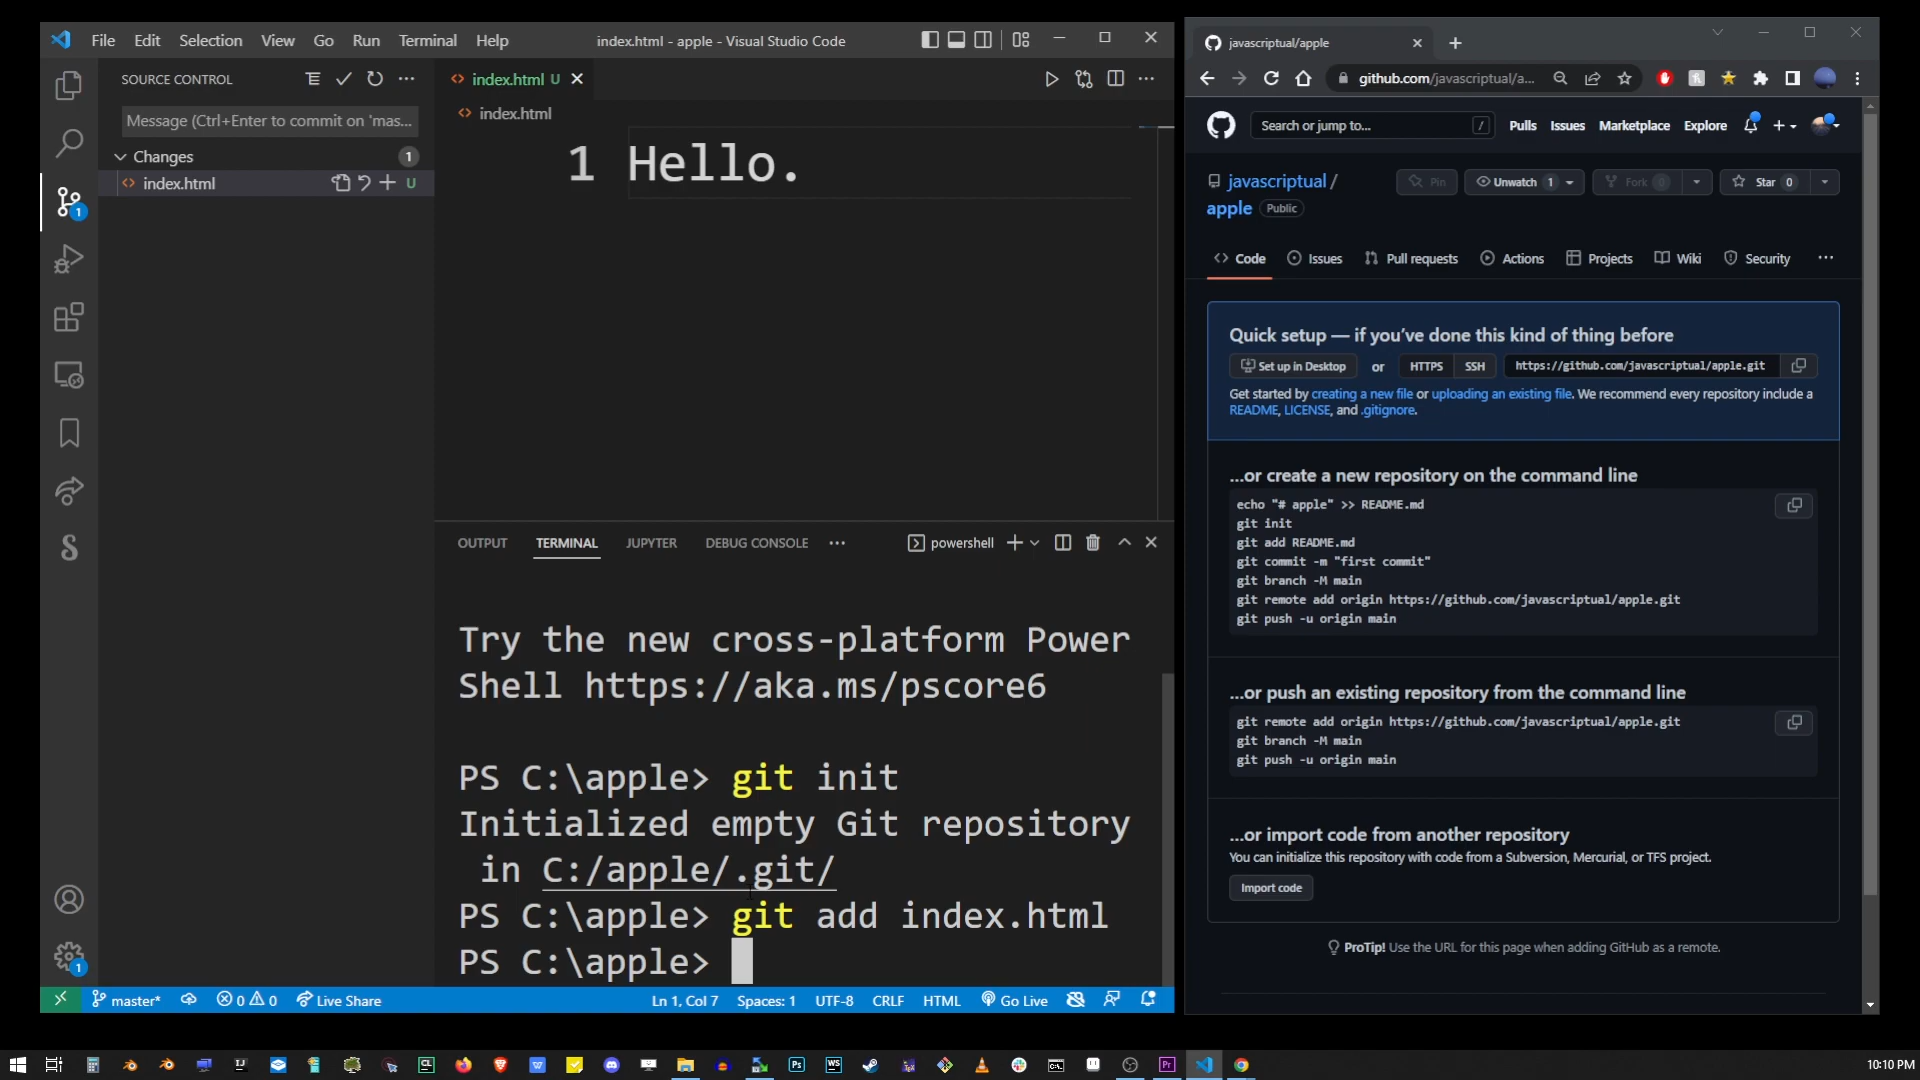 File Edit Selection View Go Run Terminal Help
index.html - apple - Visual Studio Code
SOURCE CONTROL
Message (Ctrl+Enter to commit on 'mas...
Changes
1
index.html
U
1
index.html U
index.html
1 Hello.
OUTPUT TERMINAL JUPYTER DEBUG CONSOLE
powershell
Try the new cross-platform Power
Shell https://aka.ms/pscore6
PS C:\apple> git init
Initialized empty Git repository
in C:/apple/.git/
PS C:\apple> git add index.html
PS C:\apple>
1
master* 0 0 Live Share Ln 1, Col 7 Spaces: 1 UTF-8 CRLF HTML Go Live
javascriptual/apple
github.com/javascriptual/a...
Search or jump to... /
Pulls Issues Marketplace Explore
javascriptual /
apple Public
Pin Unwatch 1 Fork 0 Star 0
Code Issues Pull requests Actions Projects Wiki Security
Quick setup — if you've done this kind of thing before
Set up in Desktop or HTTPS SSH https://github.com/javascriptual/apple.git
Get started by creating a new file or uploading an existing file. We recommend every repository include a
README, LICENSE, and .gitignore.
...or create a new repository on the command line
echo "# apple" >> README.md
git init
git add README.md
git commit -m "first commit"
git branch -M main
git remote add origin https://github.com/javascriptual/apple.git
git push -u origin main
...or push an existing repository from the command line
git remote add origin https://github.com/javascriptual/apple.git
git branch -M main
git push -u origin main
...or import code from another repository
You can initialize this repository with code from a Subversion, Mercurial, or TFS project.
Import code
ProTip! Use the URL for this page when adding GitHub as a remote.
IJ CL W Ps WS Pr
10:10 PM